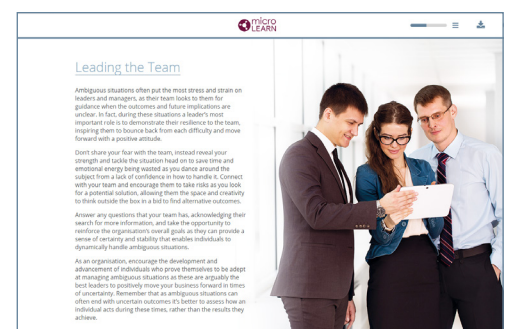 micro
LEARN
Leading the Team
Ambiguous situations often put the most stress and strain on
leaders and managers, as their team looks to them for
guidance when the outcomes and future implications are
unclear. In fact, during these situations a leader's most
important role is to demonstrate their resilience to the team,
inspiring them to bounce back from each difficulty and move
forward with a positive attitude.
Don't share your fear with the team, instead reveal your
strength and tackle the situation head on to save time and
emotional energy being wasted as you dance around the
subject from a lack of confidence in how to handle it. Connect
with your team and encourage them to take risks as you look
for a potential solution, allowing them the space and creativity
to think outside the box in a bid to find alternative outcomes.
Answer any questions that your team has, acknowledging their
search for more information, and take the opportunity to
reinforce the organisation's overall goals as they can provide a
sense of certainty and stability that enables individuals to
dynamically handle ambiguous situations.
As an organisation, encourage the development and
advancement of individuals who prove themselves to be adept
at managing ambiguous situations as these are arguably the
best leaders to positively move your business forward in times
of uncertainty. Remember that as ambiguous situations can
often end with uncertain outcomes it's better to assess how an
individual acts during these times, rather than the results they
achieve.